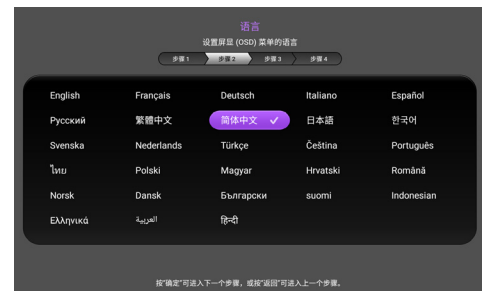 语言
设置屏显 (OSD) 菜单的语言
步骤 1 步骤 2 步骤 3 步骤 4
English Français Deutsch Italiano Español
Русский 繁體中文 简体中文 日本語 한국어
Svenska Nederlands Türkçe Čeština Português
ไทย Polski Magyar Hrvatski Română
Norsk Dansk Български suomi Indonesian
Ελληνικά العربية हिन्दी
按"确定"可进入下一个步骤，或按"返回"可进入上一个步骤。